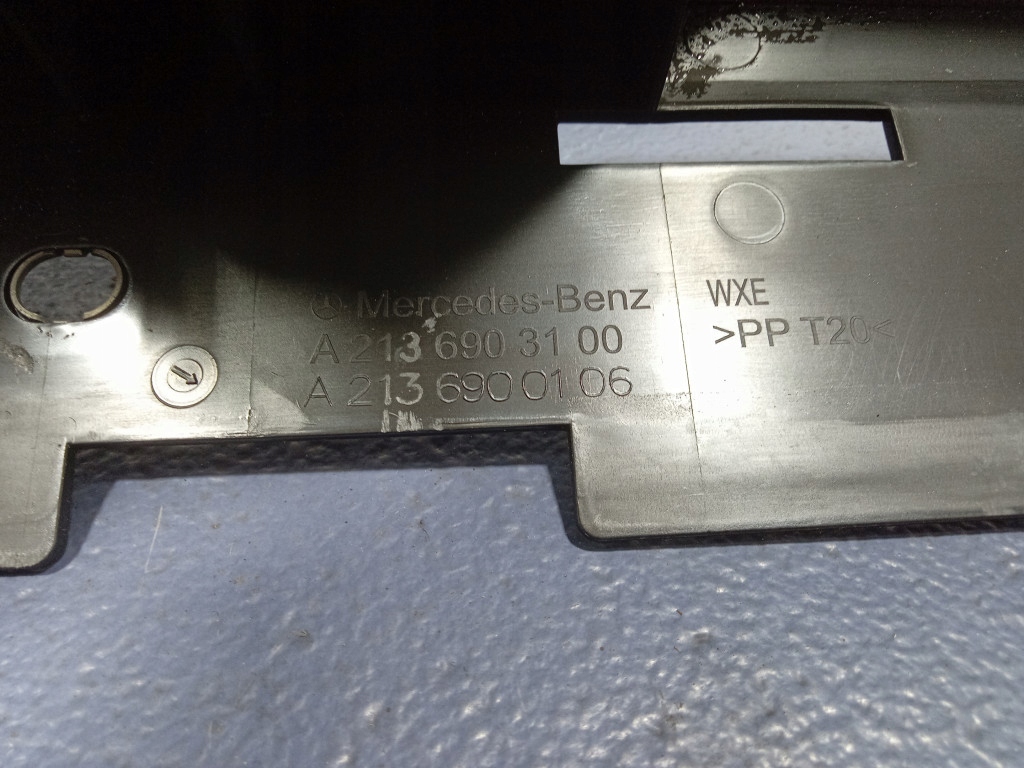 Mercedes-Benz
A 213 690 31 00
A 213 690 01 06
WXE
>PP T20<